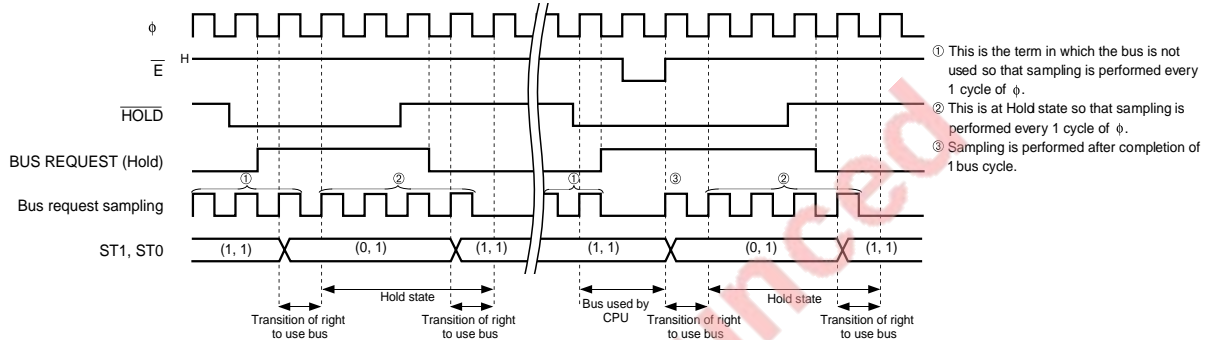 ϕ
H
E
HOLD
BUS REQUEST (Hold)
① ② ① ③ ②
Bus request sampling
ST1, ST0
(1, 1) (0, 1) (1, 1) (1, 1) (0, 1) (1, 1)
Hold state Bus used by CPU Hold state
Transition of right to use bus
Transition of right to use bus
Transition of right to use bus
Transition of right to use bus
① This is the term in which the bus is not
used so that sampling is performed every
1 cycle of ϕ.
② This is at Hold state so that sampling is
performed every 1 cycle of ϕ.
③ Sampling is performed after completion of
1 bus cycle.
nced